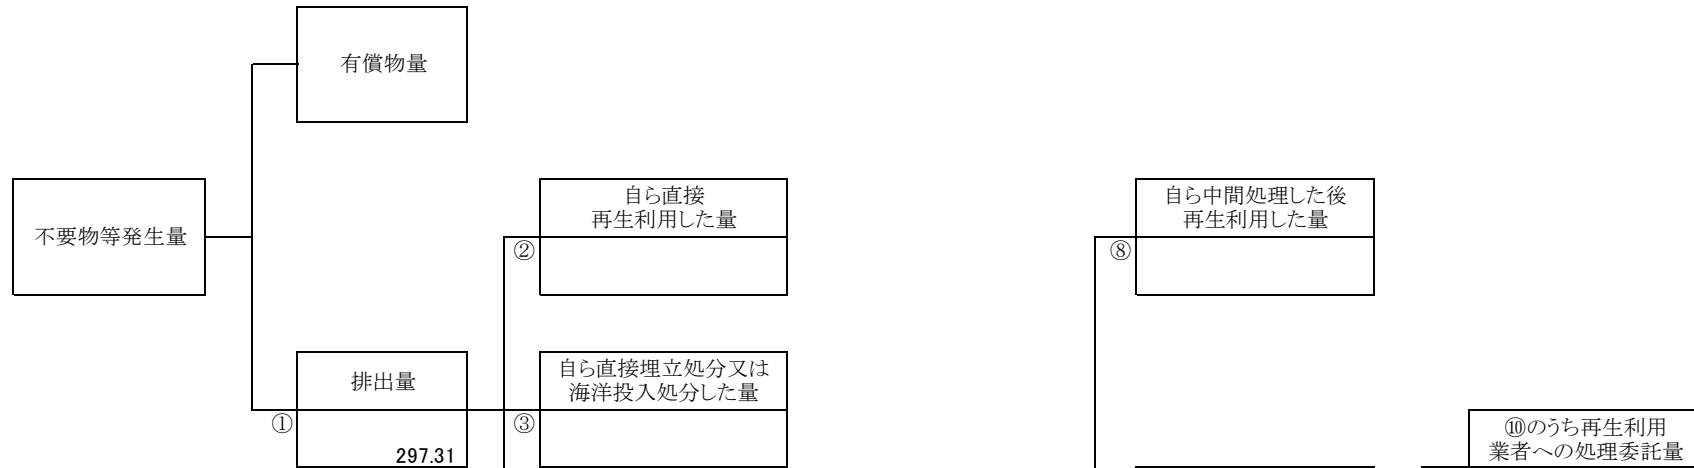 有償物量
不要物等発生量
自ら直接
再生利用した量
②
自ら中間処理した後
再生利用した量
⑧
排出量
①
297.31
自ら直接埋立処分又は
海洋投入処分した量
③
⑩のうち再生利用
業者への処理委託量